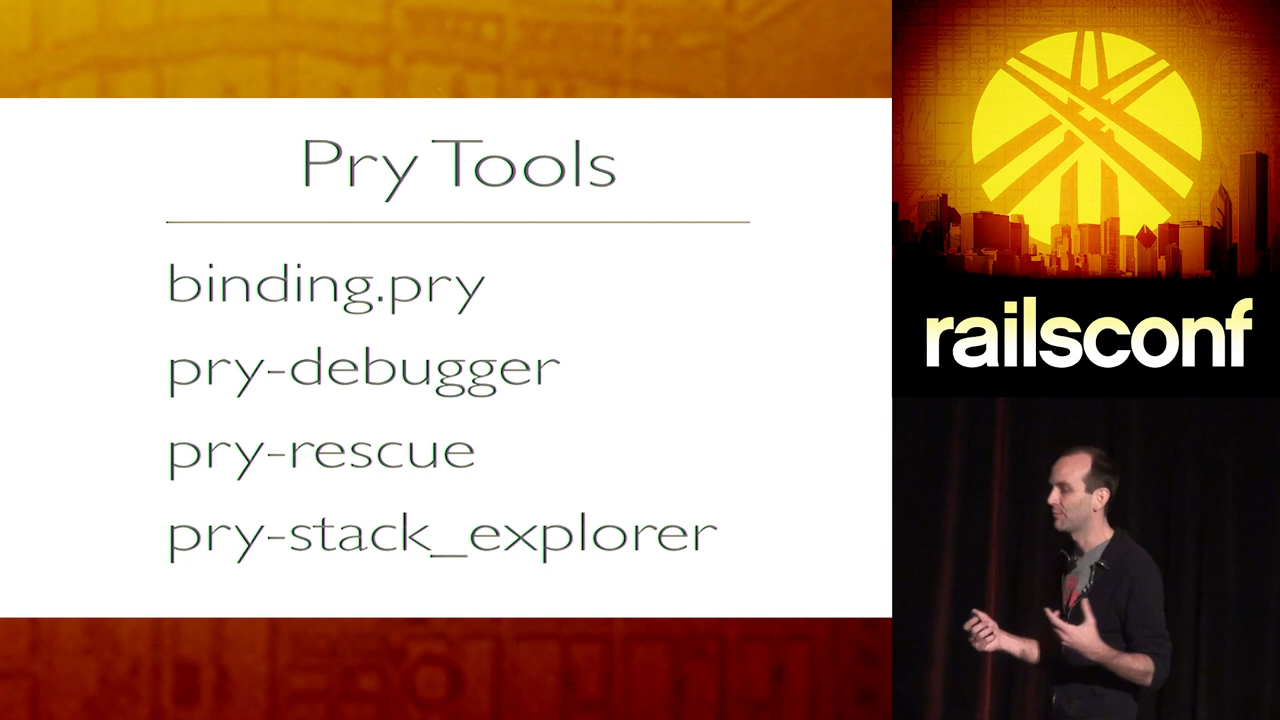 Pry Tools
binding.pry
pry-debugger
pry-rescue
pry-stack_explorer
railsconf